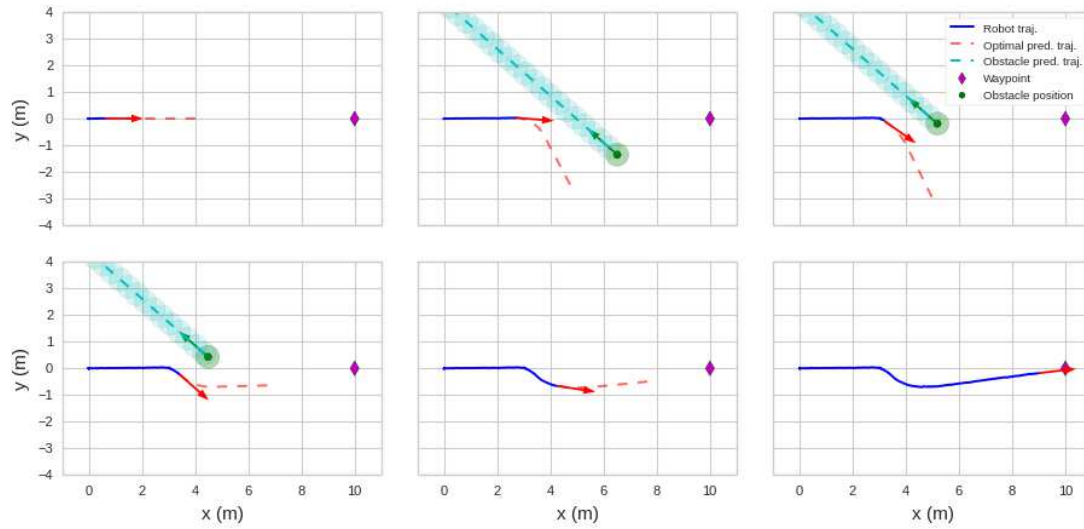 4
3
2
1
0
−1
−2
−3
−4
y (m)
Robot traj.
Optimal pred. traj.
Obstacle pred. traj.
Waypoint
Obstacle position
4
3
2
1
0
−1
−2
−3
−4
y (m)
0 2 4 6 8 10
x (m)
0 2 4 6 8 10
x (m)
0 2 4 6 8 10
x (m)